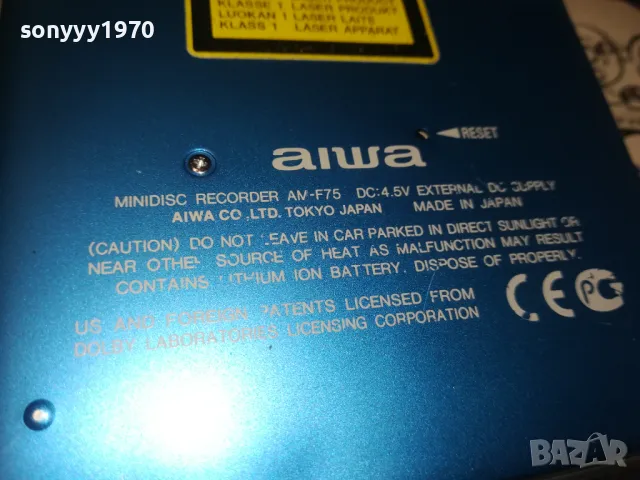 sonyyy1970
KLASSE 1 LASER PRODUKT
LUOKAN 1 LASER LAITE
KLASS 1 LASER APPARAT
RESET
aiwa
MINIDISC RECORDER AM-F75 DC:4.5V EXTERNAL DC SUPPLY
AIWA CO.,LTD. TOKYO JAPAN MADE IN JAPAN
(CAUTION) DO NOT LEAVE IN CAR PARKED IN DIRECT SUNLIGHT OR
NEAR OTHER SOURCE OF HEAT AS MALFUNCTION MAY RESULT
CONTAINS LITHIUM ION BATTERY. DISPOSE OF PROPERLY.
US AND FOREIGN PATENTS LICENSED FROM
DOLBY LABORATORIES LICENSING CORPORATION
CE
BAZAR.bg